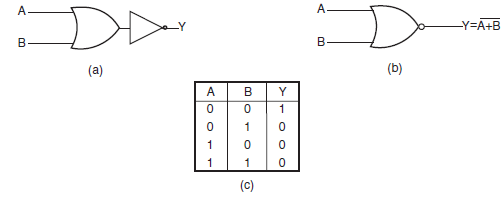 A
B
Y
(a)
A
B
Y=A̅+̅B̅
(b)
A B Y
0 0 1
0 1 0
1 0 0
1 1 0
(c)